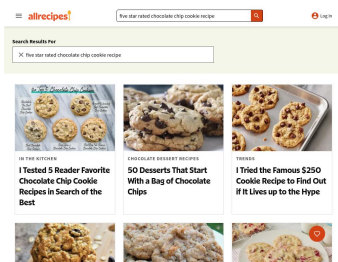 allrecipes
five star rated chocolate chip cookie recipe
Log In
Search Results For
five star rated chocolate chip cookie recipe
IN THE KITCHEN
I Tested 5 Reader Favorite
Chocolate Chip Cookie
Recipes in Search of the
Best
CHOCOLATE DESSERT RECIPES
50 Desserts That Start
With a Bag of Chocolate
Chips
TRENDS
I Tried the Famous $250
Cookie Recipe to Find Out
if It Lives up to the Hype